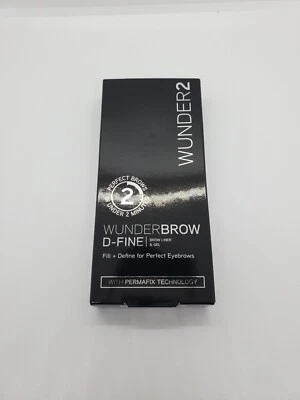 WUNDER2
PERFECT BROWS
2
UNDER 2 MINUTES
WUNDERBROW
D-FINE | BROW LINER
& GEL
Fill + Define for Perfect Eyebrows
WITH PERMAFIX TECHNOLOGY